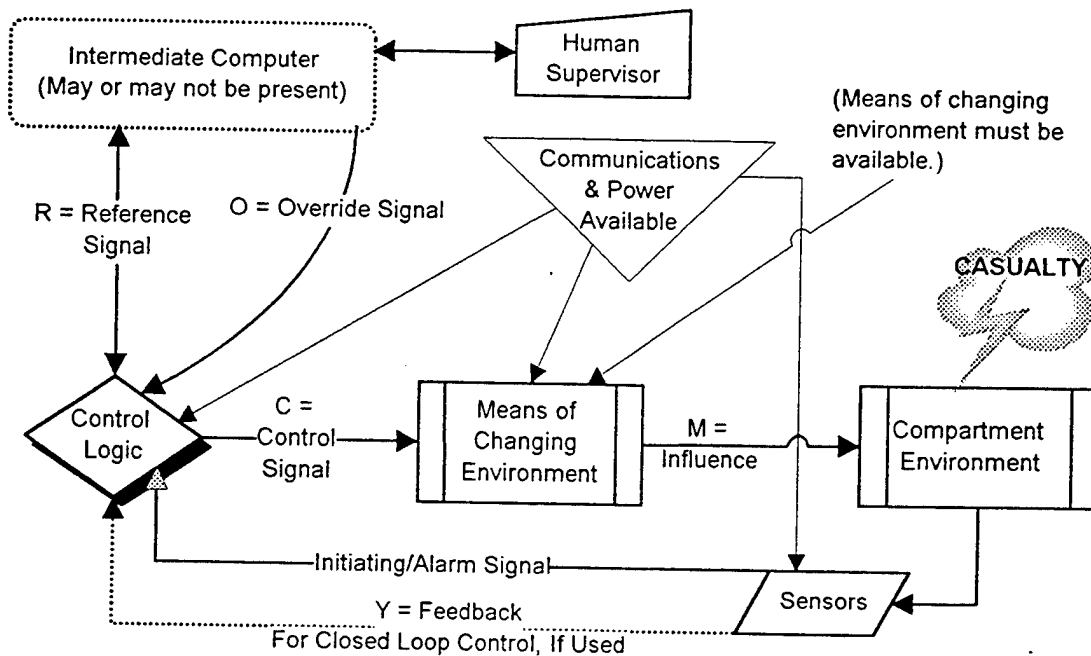 Intermediate Computer
(May or may not be present)
Human
Supervisor
(Means of changing
environment must be
available.)
Communications
& Power
Available
R = Reference
Signal
O = Override Signal
CASUALTY
Control
Logic
C =
Control
Signal
Means of
Changing
Environment
M =
Influence
Compartment
Environment
Initiating/Alarm Signal
Sensors
Y = Feedback
For Closed Loop Control, If Used